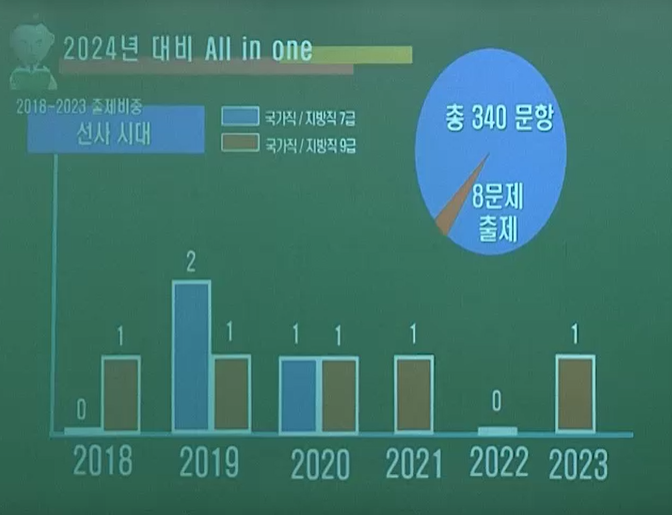 2024년 대비 All in one
2018~2023 출제비중
선사 시대
국가직 / 지방직 7급
국가직 / 지방직 9급
총 340 문항
8문제
출제
0
1
2
1
1
1
1
0
1
2018
2019
2020
2021
2022
2023